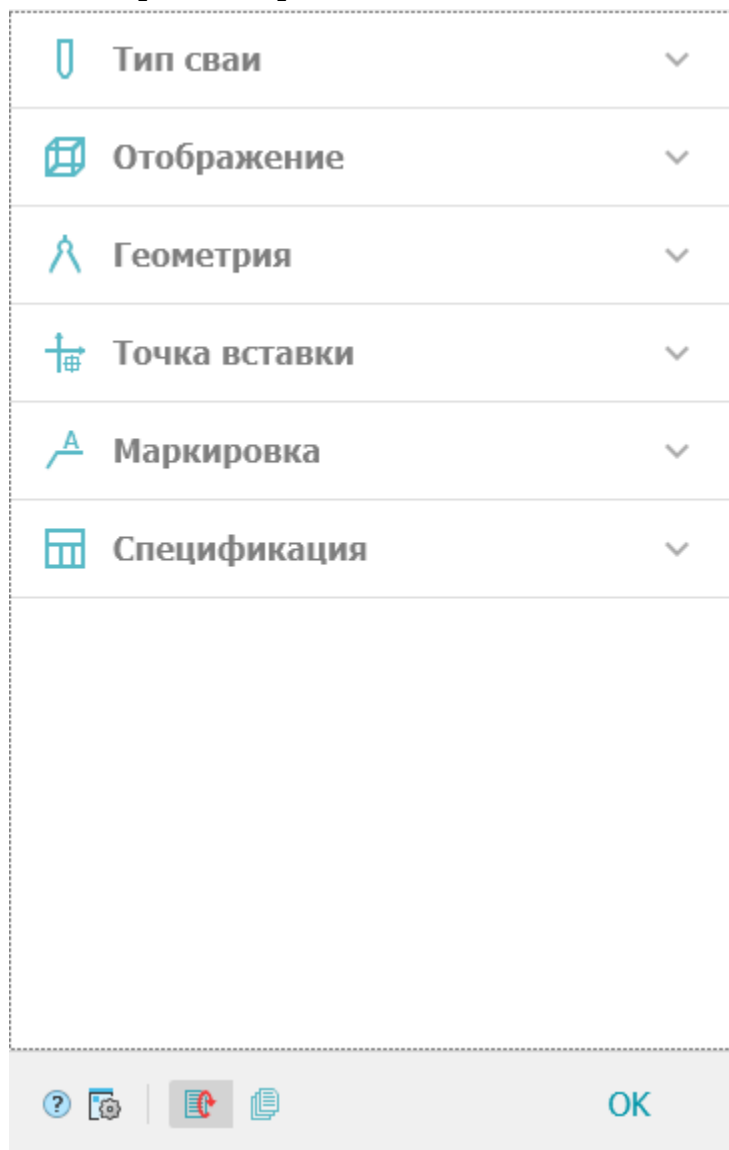 Тип сваи
Отображение
Геометрия
Точка вставки
A Маркировка
Спецификация
? OK